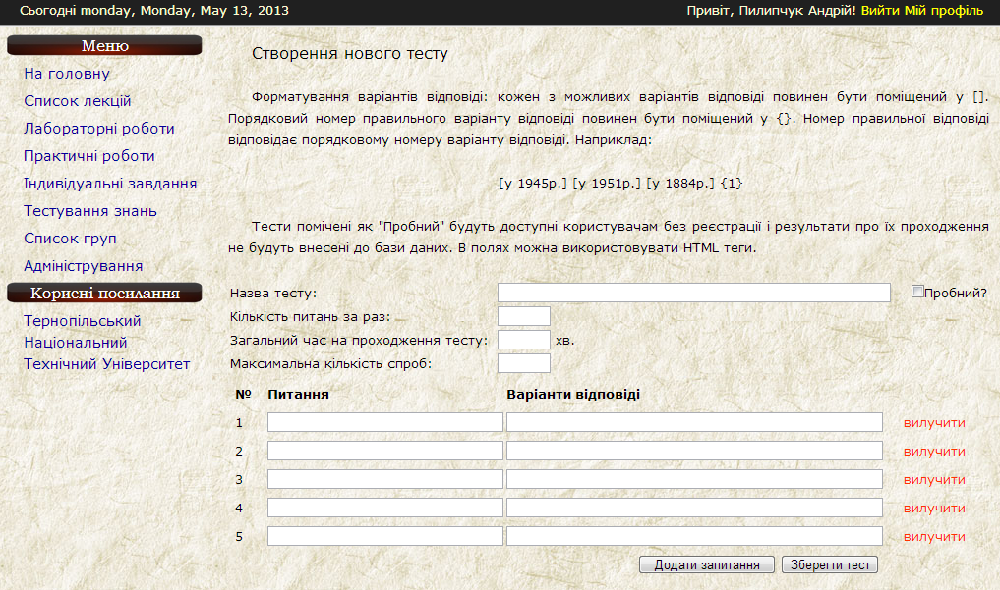 Сьогодні monday, Monday, May 13, 2013
Привіт, Пилипчук Андрій! Вийти Мій профіль
Меню
На головну
Список лекцій
Лабораторні роботи
Практичні роботи
Індивідуальні завдання
Тестування знань
Список груп
Адміністрування
Корисні посилання
Тернопільський
Національний
Технічний Університет
Створення нового тесту
Форматування варіантів відповіді: кожен з можливих варіантів відповіді повинен бути поміщений у [].
Порядковий номер правильного варіанту відповіді повинен бути поміщений у {}. Номер правильної відповіді
відповідає порядковому номеру варіанту відповіді. Наприклад:
[у 1945р.] [у 1951р.] [у 1884р.] {1}
Тести помічені як "Пробний" будуть доступні користувачам без реєстрації і результати про їх проходження
не будуть внесені до бази даних. В полях можна використовувати HTML теги.
Назва тесту: Пробний?
Кількість питань за раз:
Загальний час на проходження тесту: хв.
Максимальна кількість спроб:
№ Питання Варіанти відповіді
1 вилучити
2 вилучити
3 вилучити
4 вилучити
5 вилучити
Додати запитання Зберегти тест